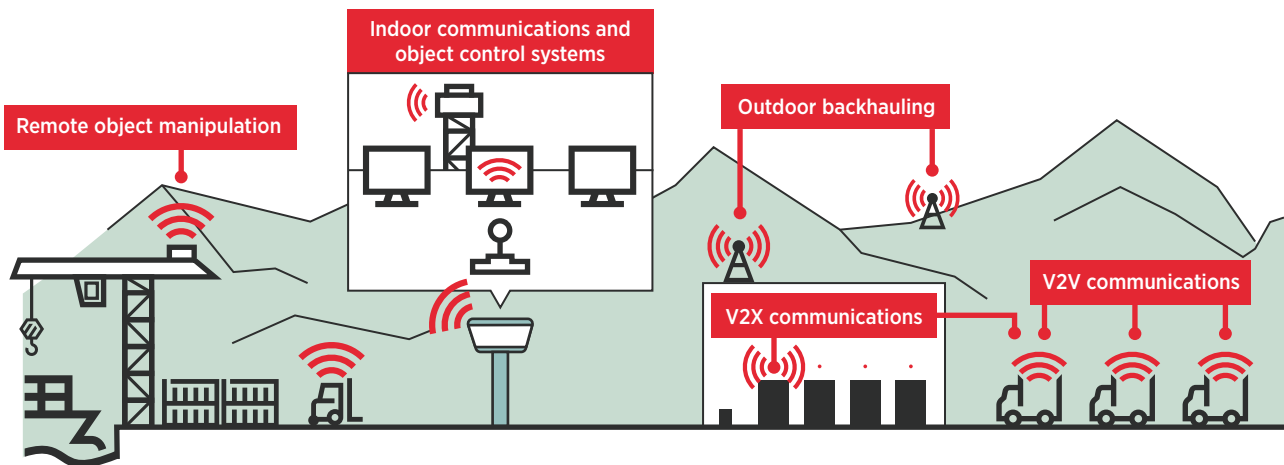 Indoor communications and
object control systems
Remote object manipulation
Outdoor backhauling
V2V communications
V2X communications